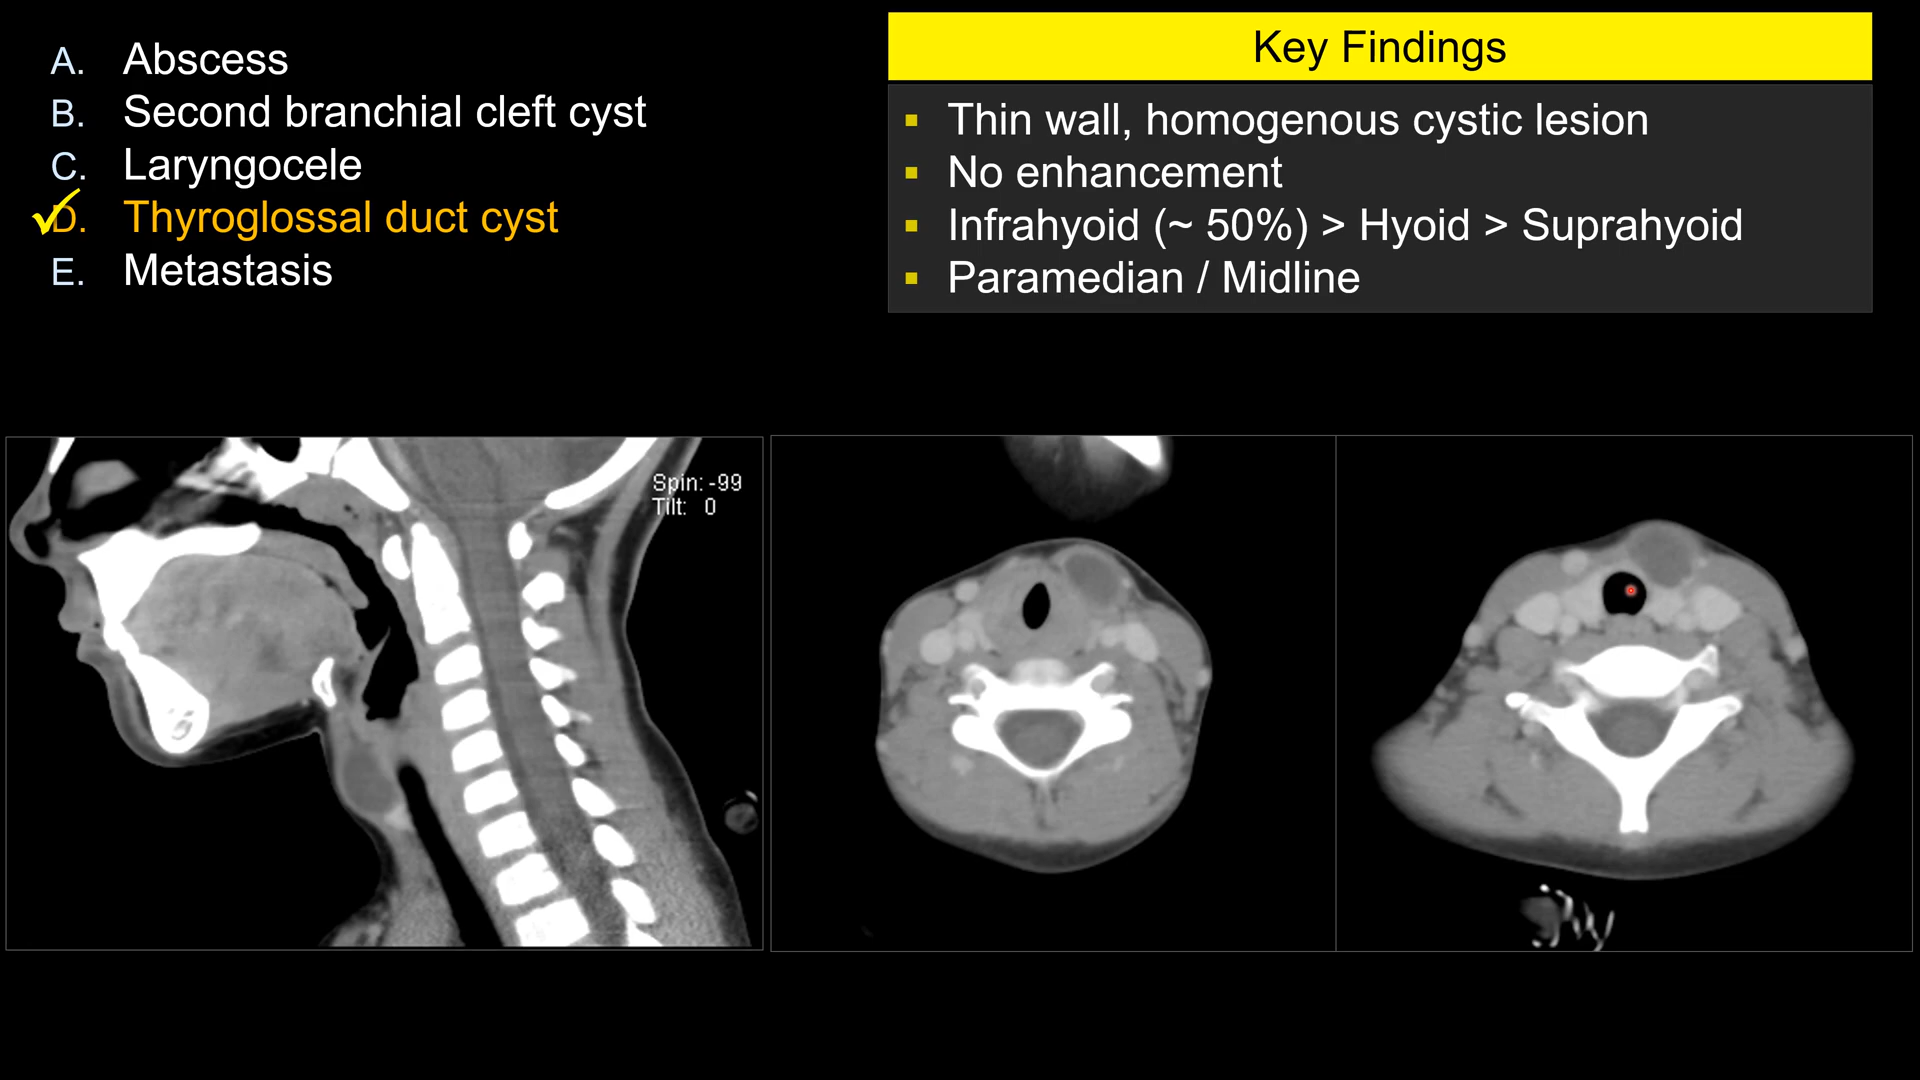 A. Abscess
B. Second branchial cleft cyst
C. Laryngocele
D. Thyroglossal duct cyst
E. Metastasis
Key Findings
Thin wall, homogenous cystic lesion
No enhancement
Infrahyoid (~ 50%) > Hyoid > Suprahyoid
Paramedian / Midline
Spin: -99
Tilt: 0